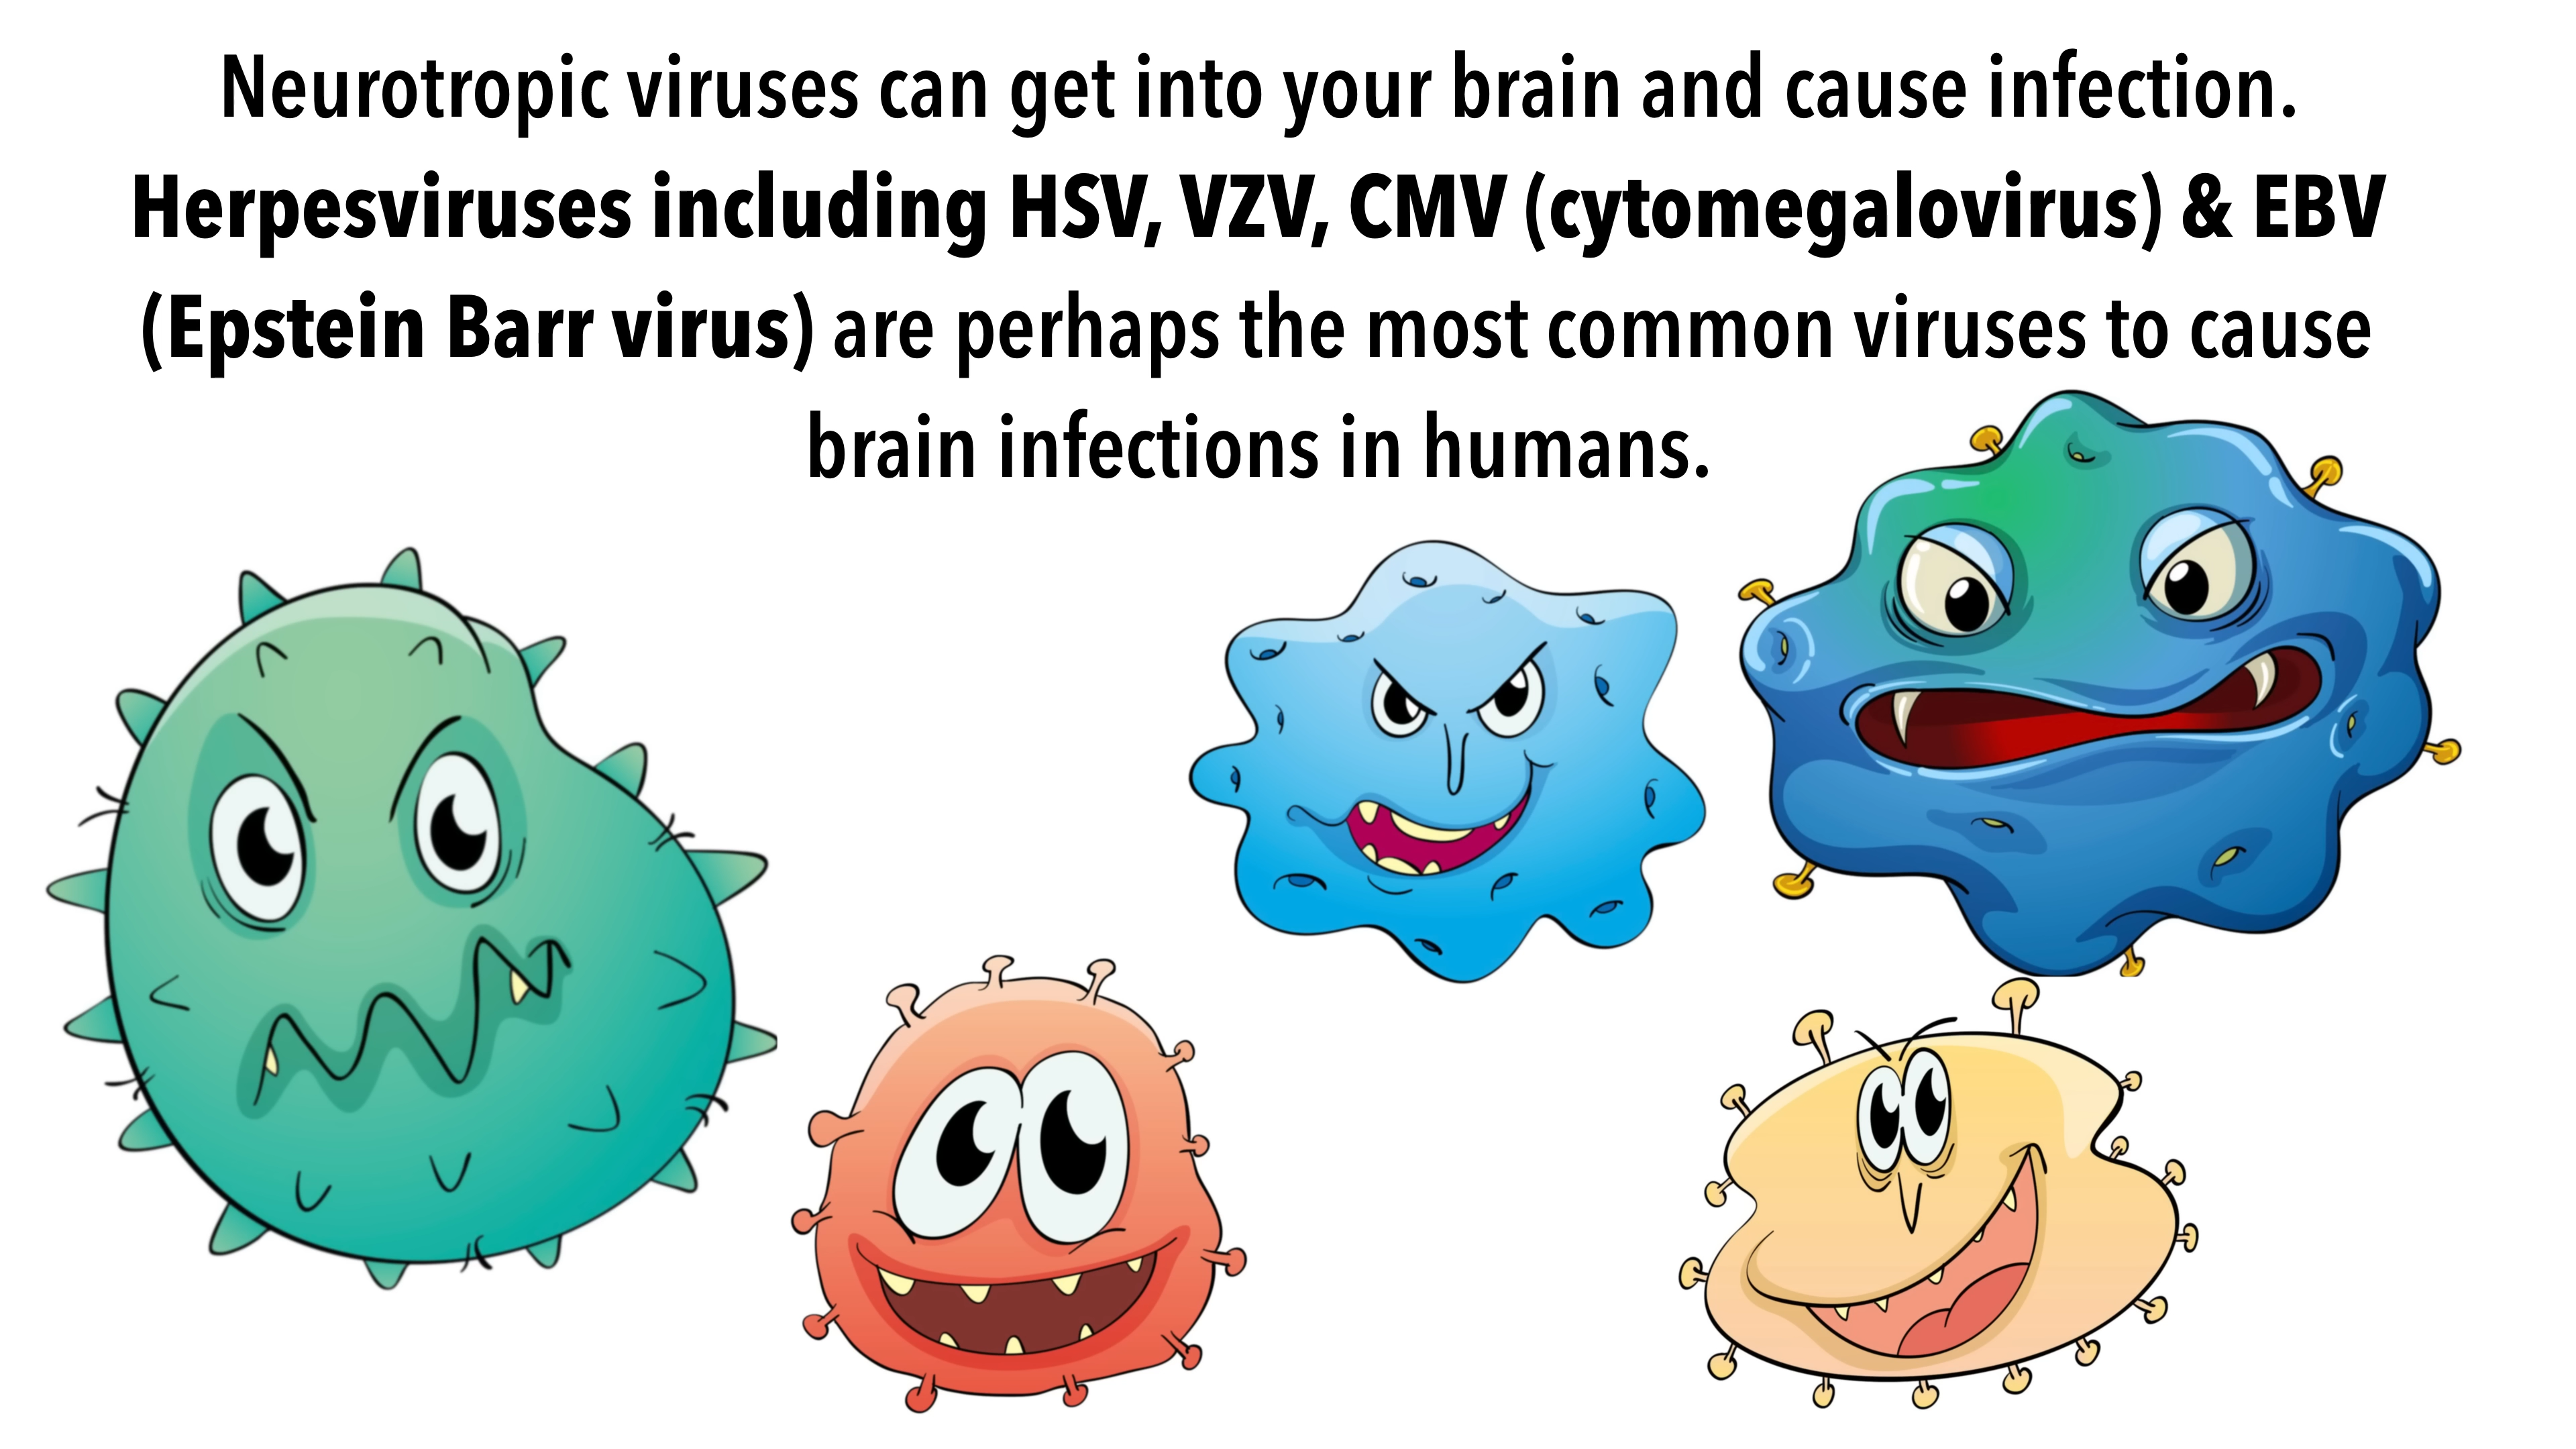 Neurotropic viruses can get into your brain and cause infection.
Herpesviruses including HSV, VZV, CMV (cytomegalovirus) & EBV
(Epstein Barr virus) are perhaps the most common viruses to cause
brain infections in humans.